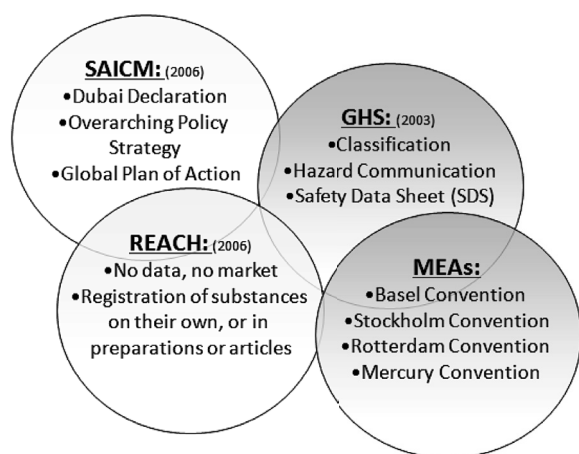 SAICM: (2006)
•Dubai Declaration
•Overarching Policy
Strategy
•Global Plan of Action
GHS: (2003)
•Classification
•Hazard Communication
•Safety Data Sheet (SDS)
REACH: (2006)
•No data, no market
•Registration of substances
on their own, or in
preparations or articles
MEAs:
•Basel Convention
•Stockholm Convention
•Rotterdam Convention
•Mercury Convention